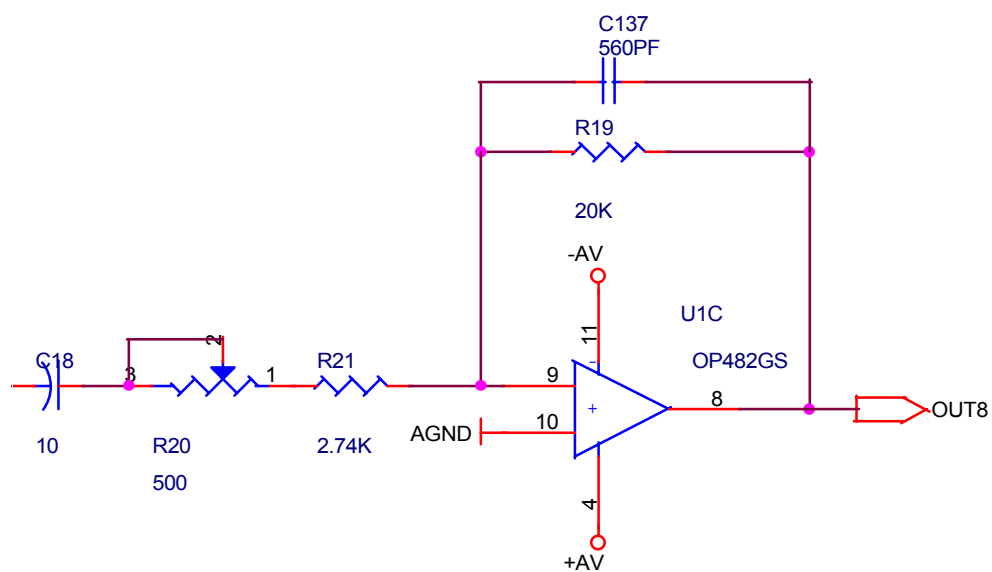 C137
560PF
R19
20K
-AV
11
U1C
OP482GS
-
C18
3
2
1
R21
9
8
+
AGND
10
OUT8
10
R20
500
2.74K
4
+AV